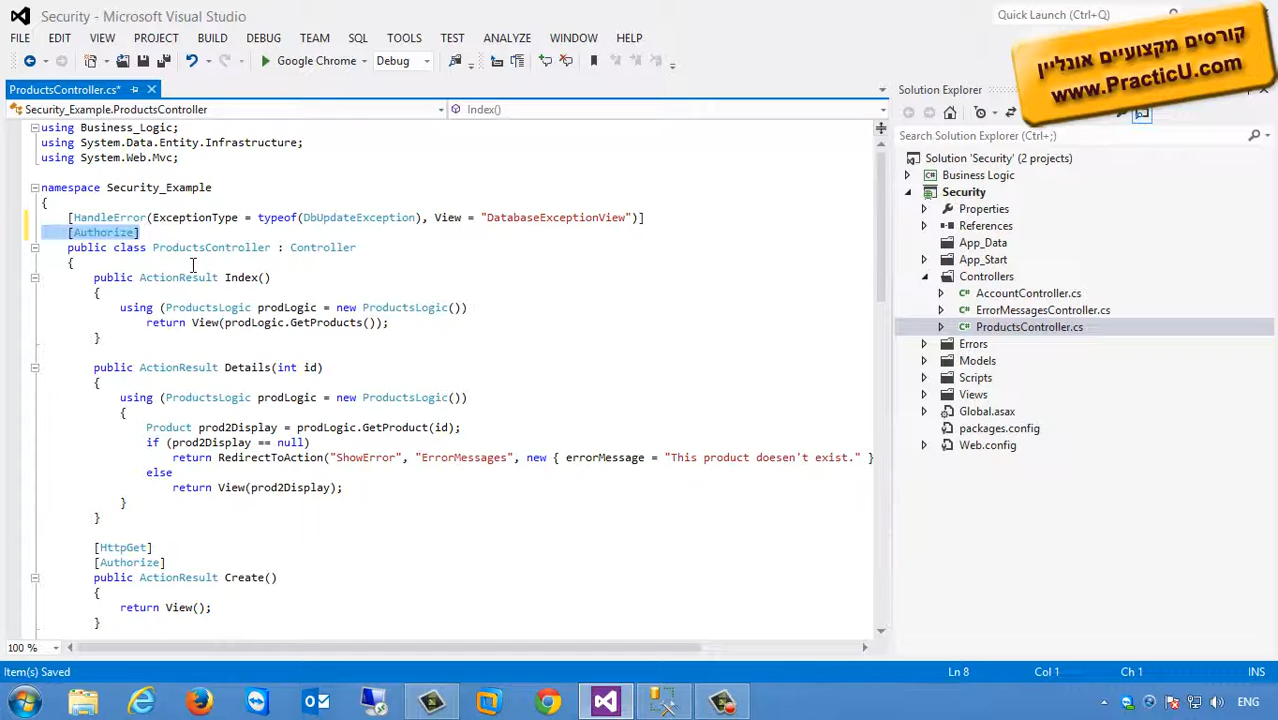 Security - Microsoft Visual Studio
Quick Launch (Ctrl+Q)
FILE EDIT VIEW PROJECT BUILD DEBUG TEAM SQL TOOLS TEST ANALYZE WINDOW HELP
קורסים מקצועיים אונליין
www.PracticU.com
Google Chrome Debug
ProductsController.cs*
Solution Explorer
Security_Example.ProductsController Index()
Search Solution Explorer (Ctrl+;)
using Business_Logic;
using System.Data.Entity.Infrastructure;
using System.Web.Mvc;
namespace Security_Example
{
[HandleError(ExceptionType = typeof(DbUpdateException), View = "DatabaseExceptionView")]
[Authorize]
public class ProductsController : Controller
{
public ActionResult Index()
{
using (ProductsLogic prodLogic = new ProductsLogic())
return View(prodLogic.GetProducts());
}
public ActionResult Details(int id)
{
using (ProductsLogic prodLogic = new ProductsLogic())
{
Product prod2Display = prodLogic.GetProduct(id);
if (prod2Display == null)
return RedirectToAction("ShowError", "ErrorMessages", new { errorMessage = "This product doesen't exist." }
else
return View(prod2Display);
}
}
[HttpGet]
[Authorize]
public ActionResult Create()
{
return View();
}
Solution 'Security' (2 projects)
Business Logic
Security
Properties
References
App_Data
App_Start
Controllers
AccountController.cs
ErrorMessagesController.cs
ProductsController.cs
Errors
Models
Scripts
Views
Global.asax
packages.config
Web.config
100 %
Item(s) Saved Ln 8 Col 1 Ch 1 INS
ENG